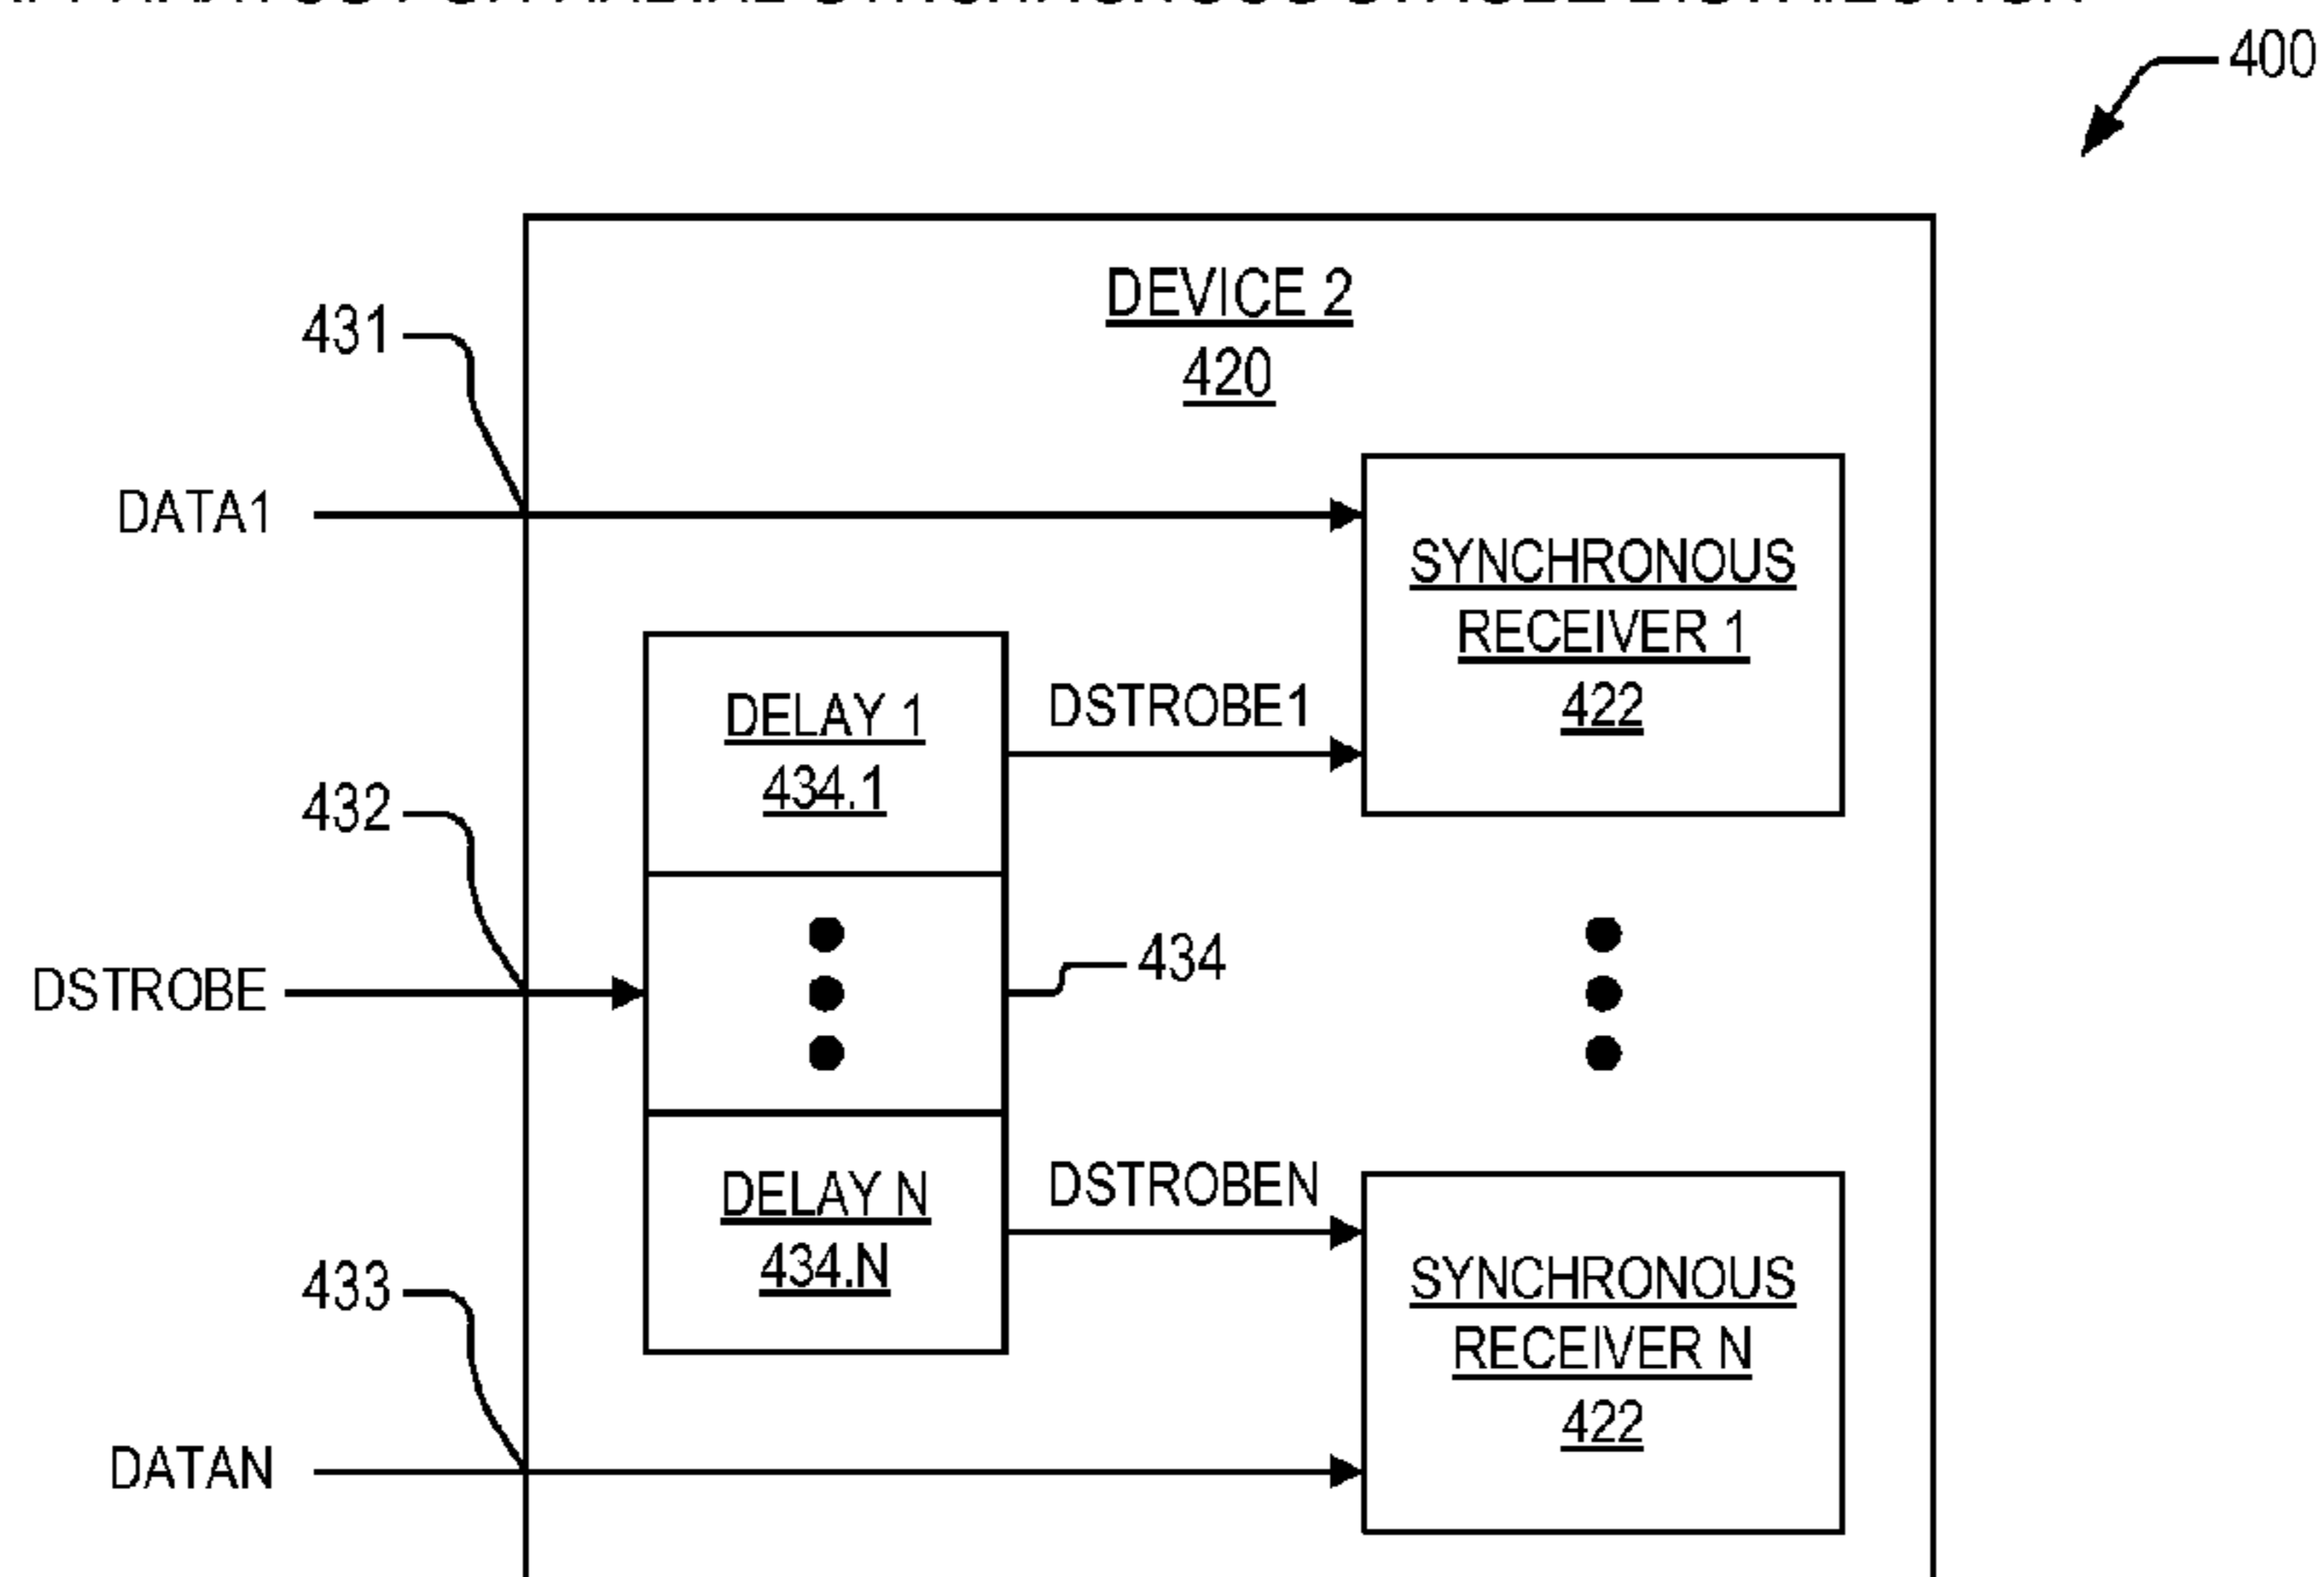 400
DEVICE 2
420
431
DATA1
SYNCHRONOUS
RECEIVER 1
422
DELAY 1
434.1
DSTROBE1
432
434
DSTROBE
DELAY N
434.N
DSTROBEN
433
SYNCHRONOUS
RECEIVER N
422
DATAN